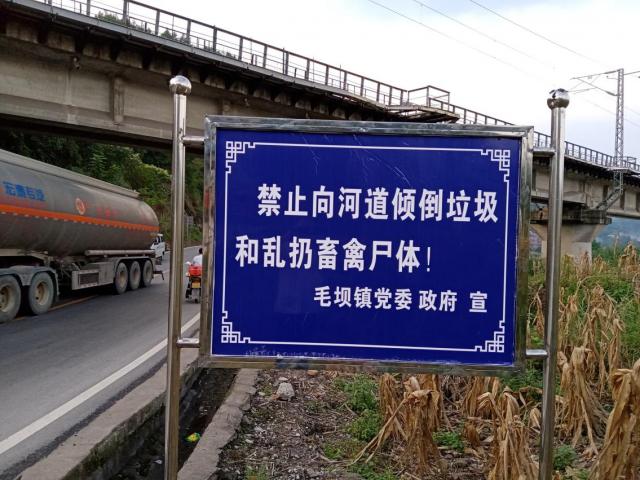 禁止向河道倾倒垃圾
和乱扔畜禽尸体！
毛坝镇党委 政府 宣